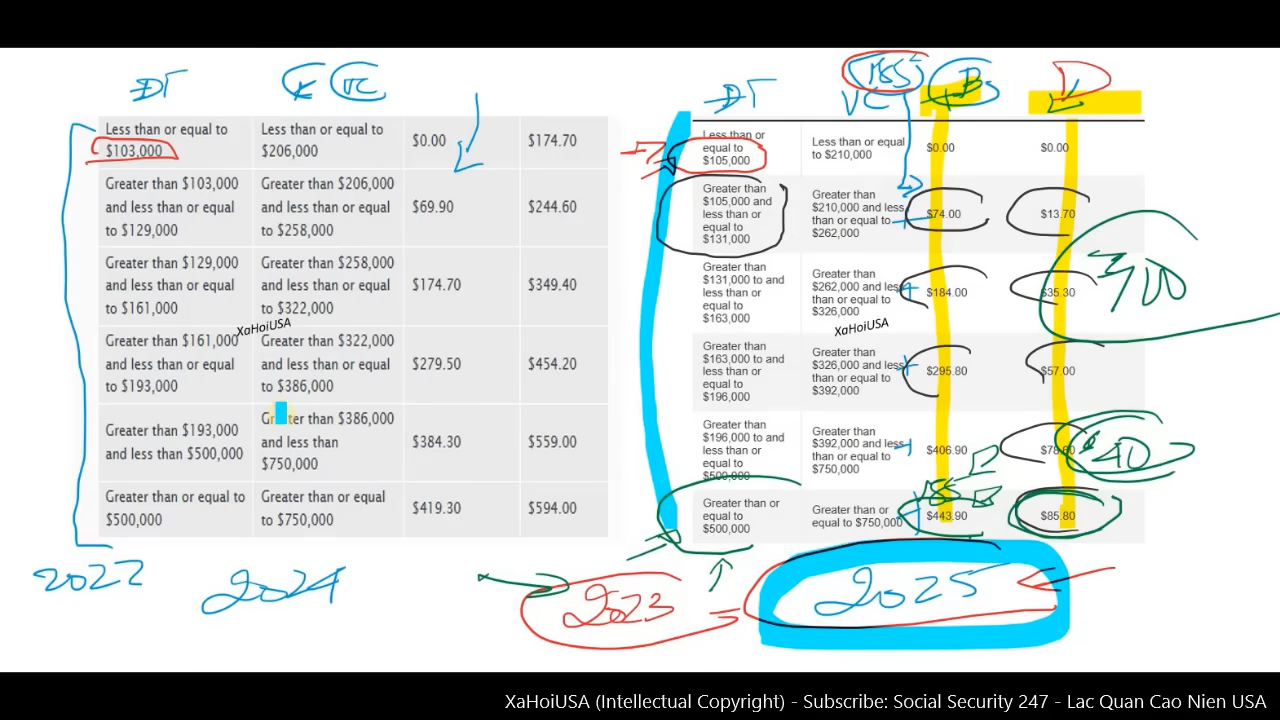 ĐT
K VC
ĐT
185
VC
B
D
Less than or equal to
$103,000
Less than or equal to
$206,000
$0.00
$174.70
Greater than $103,000
and less than or equal
to $129,000
Greater than $206,000
and less than or equal
to $258,000
$69.90
$244.60
Greater than $129,000
and less than or equal
to $161,000
Greater than $258,000
and less than or equal
to $322,000
$174.70
$349.40
Greater than $161,000
and less than or equal
to $193,000
Greater than $322,000
and less than or equal
to $386,000
$279.50
$454.20
Greater than $193,000
and less than $500,000
Greater than $386,000
and less than
$750,000
$384.30
$559.00
Greater than or equal to
$500,000
Greater than or equal
to $750,000
$419.30
$594.00
XaHoiUSA
Less than or
equal to
$105,000
Less than or equal
to $210,000
$0.00
$0.00
Greater than
$105,000 and
less than or
equal to
$131,000
Greater than
$210,000 and less
than or equal to
$262,000
$74.00
$13.70
Greater than
$131,000 to and
less than or
equal to
$163,000
Greater than
$262,000 and less
than or equal to
$326,000
$184.00
$35.30
300
Greater than
$163,000 to and
less than or
equal to
$196,000
Greater than
$326,000 and less
than or equal to
$392,000
$295.80
$57.00
Greater than
$196,000 to and
less than or
equal to
$500,000
Greater than
$392,000 and less
than or equal to
$750,000
$406.90
$78.60
$40
185
Greater than or
equal to
$500,000
Greater than or
equal to $750,000
$443.90
$85.80
XaHoiUSA
2022
2024
2023
=
2025
XaHoiUSA (Intellectual Copyright) - Subscribe: Social Security 247 - Lac Quan Cao Nien USA